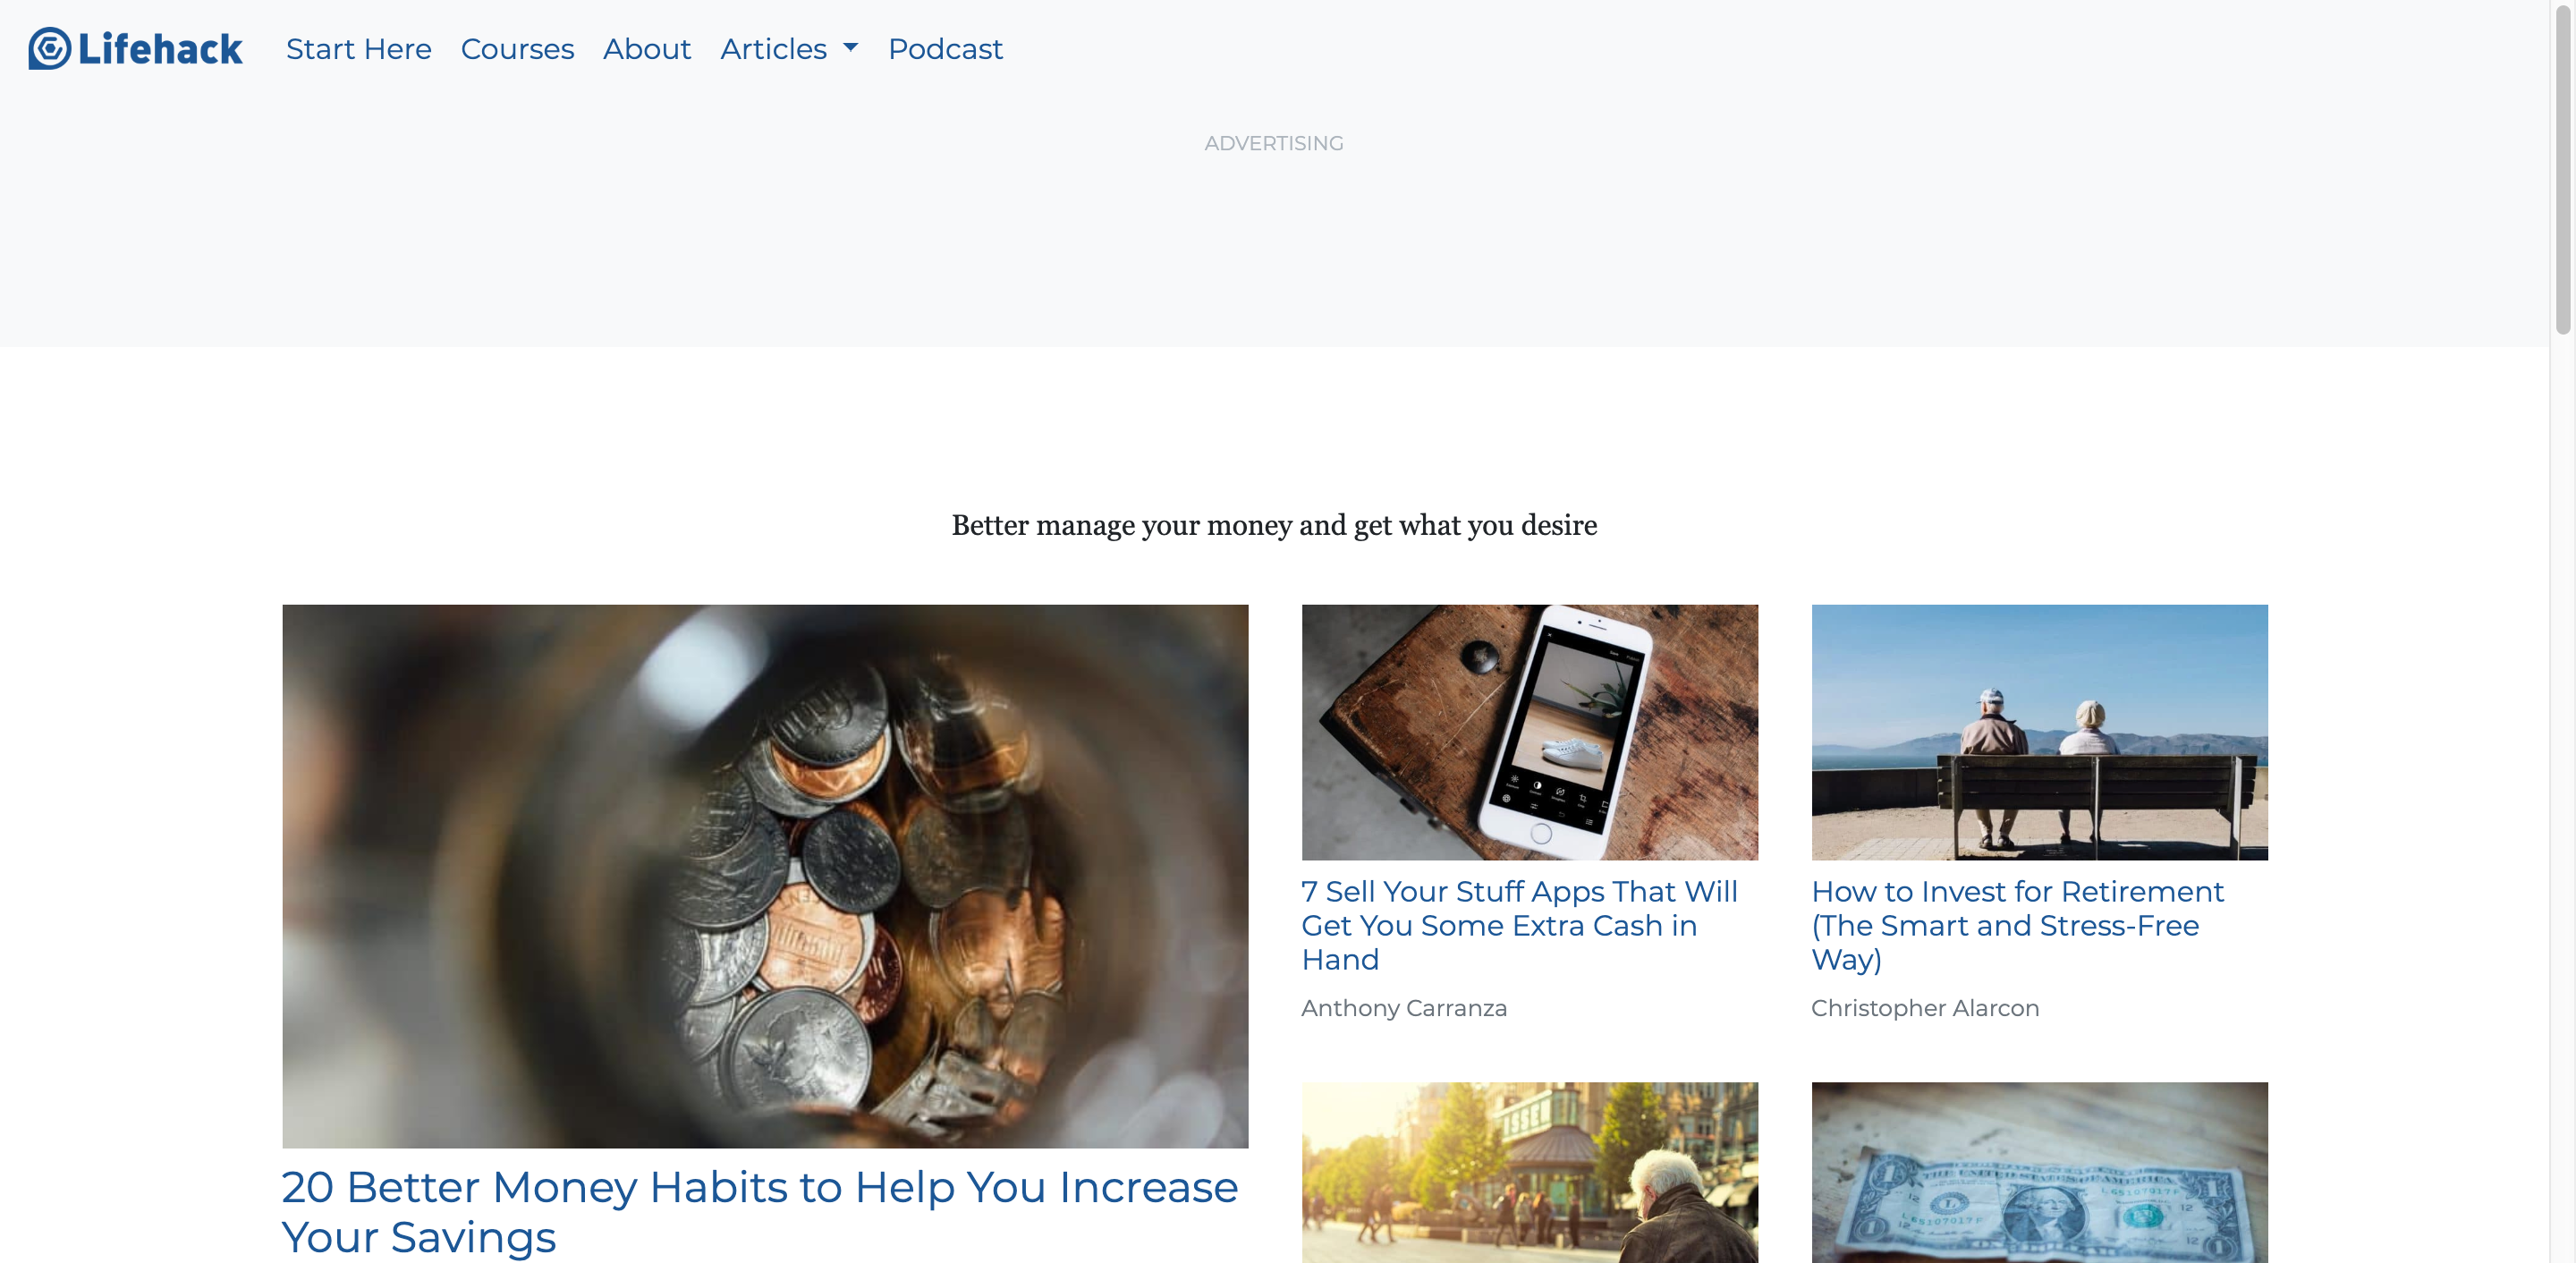 Lifehack
Start Here
Courses
About
Articles
Podcast
ADVERTISING
Better manage your money and get what you desire
20 Better Money Habits to Help You Increase
Your Savings
7 Sell Your Stuff Apps That Will
Get You Some Extra Cash in
Hand
Anthony Carranza
How to Invest for Retirement
(The Smart and Stress-Free
Way)
Christopher Alarcon